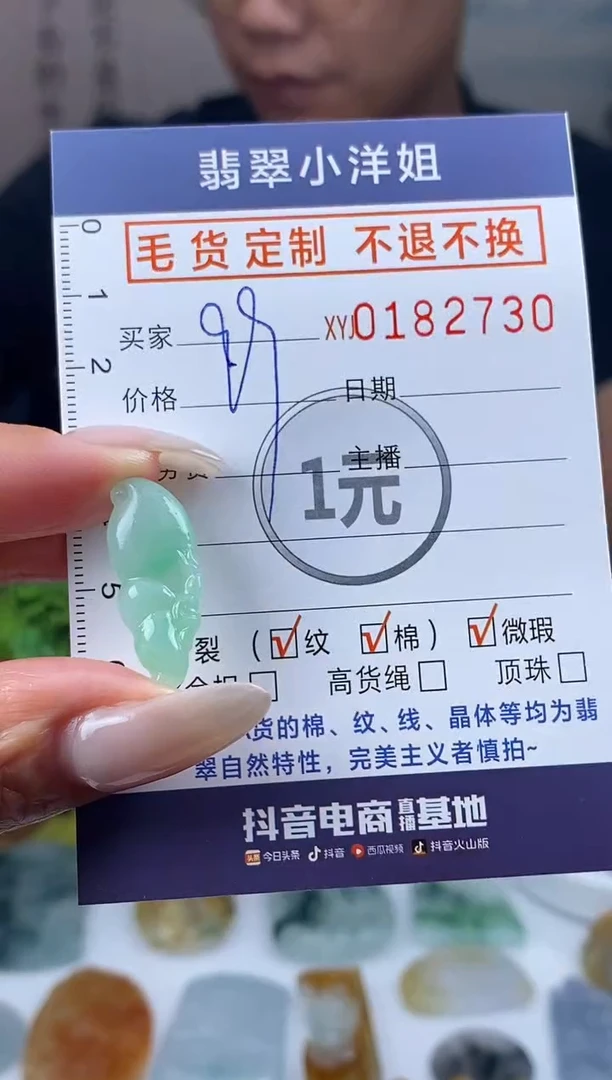 翡翠小洋姐
毛货定制 不退不换
买家 XYJ0182730
价格 日期
主播
1元
裂 (纹 棉) 微瑕
高货绳 顶珠
货的棉、纹、线、晶体等均为翡
翠自然特性，完美主义者慎拍~
抖音电商直播基地
头条 今日头条 抖音 西瓜视频 抖音火山版
0
1
2
5